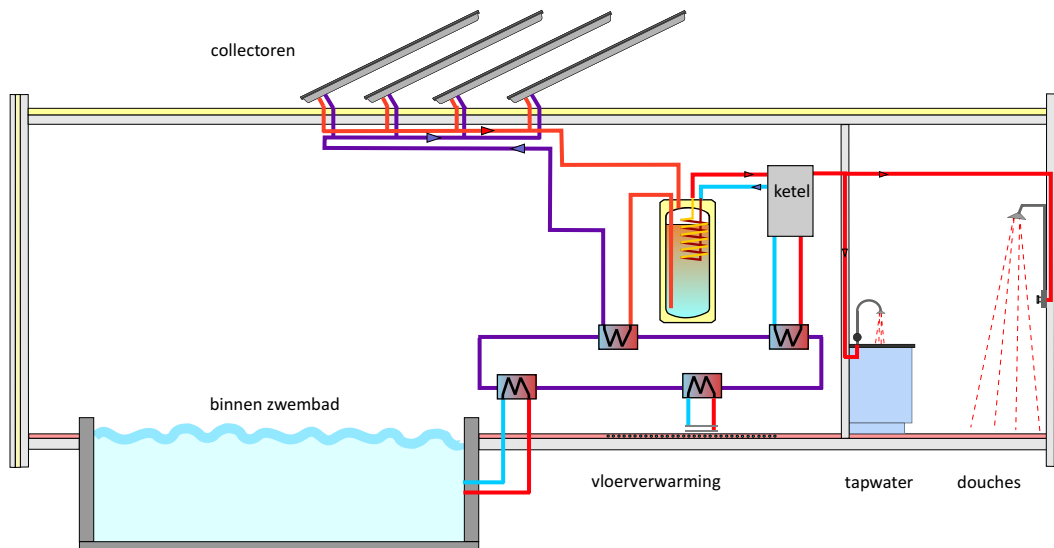 collectoren
ketel
binnen zwembad
vloerverwarming
tapwater
douches